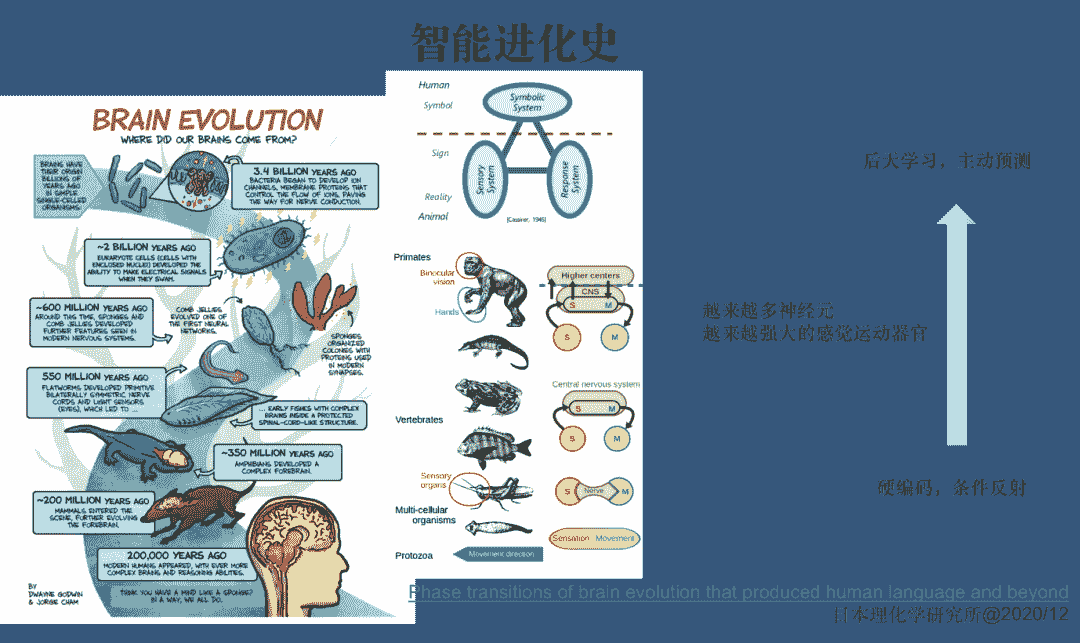 智能进化史
BRAIN EVOLUTION
WHERE DID OUR BRAINS COME FROM?
BRAINS HAVE
THEIR ORIGIN
BILLIONS
OF YEARS
AGO
IN SIMPLE
SINGLE-CELLED
ORGANISMS.
3.4 BILLION YEARS AGO
BACTERIA BEGAN TO DEVELOP ION
CHANNELS, MEMBRANE PROTEINS THAT
CONTROL THE FLOW OF IONS, PAVING
THE WAY FOR NERVE CONDUCTION.
~2 BILLION YEARS AGO
EUKARYOTE CELLS (CELLS WITH
ENCLOSED NUCLEI) DEVELOPED THE
ABILITY TO MAKE ELECTRICAL SIGNALS
WHEN THEY SWAM.
~600 MILLION YEARS AGO
AROUND THIS TIME, SPONGES AND
COMB JELLIES DEVELOPED
FURTHER FEATURES SEEN IN
MODERN NERVOUS SYSTEMS.
COMB JELLIES
EVOLVED ONE OF
THE FIRST NEURAL
NETWORKS.
SPONGES
ORGANIZED
COLONIES WITH
PROTEINS USED
IN MODERN
SYNAPSES.
550 MILLION YEARS AGO
FLATWORMS DEVELOPED PRIMITIVE
BILATERALLY SYMMETRIC NERVE
CORDS AND LIGHT SENSORS
(EYES), WHICH LED TO ...
... EARLY FISHES WITH COMPLEX
BRAINS INSIDE A PROTECTED
SPINAL-CORD-LIKE STRUCTURE.
~350 MILLION YEARS AGO
AMPHIBIANS DEVELOPED A
COMPLEX FOREBRAIN.
~200 MILLION YEARS AGO
MAMMALS ENTERED THE
SCENE, FURTHER EVOLVING
THE FOREBRAIN.
200,000 YEARS AGO
MODERN HUMANS APPEARED, WITH EVER MORE
COMPLEX BRAINS AND REASONING ABILITIES.
THINK YOU HAVE A MIND LIKE A SPONGE?
IN A WAY, WE ALL DO.
BY
DWAYNE GODWIN
& JORGE CHAM
Human
Symbol
Symbolic
System
Sign
Sensory
System
Response
System
Reality
Animal
(Cassirer, 1945)
Primates
Binocular
vision
Hands
Higher centers
CNS
S M
S M
Central nervous system
S M
S M
Vertebrates
Sensory
organs
S Nerve M
Multi-cellular
organisms
Sensation Movement
Protozoa
Movement direction
后天学习，主动预测
越来越多神经元
越来越强大的感觉运动器官
硬编码，条件反射
Phase transitions of brain evolution that produced human language and beyond
日本理化学研究所@2020/12